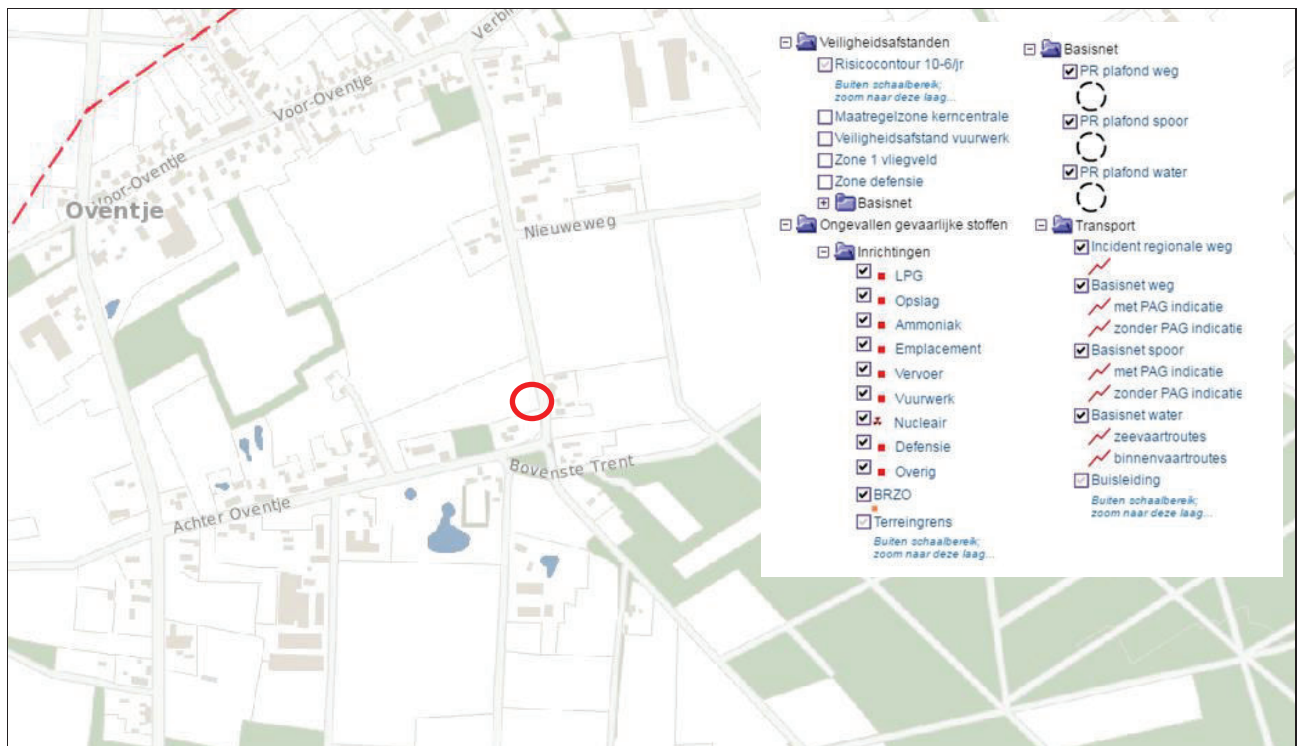 Verbi
Voor-Oventje
Voor-Oventje
Oventje
Nieuweweg
Bovenste Trent
Achter Oventje
Veiligheidsafstanden
Risicocontour 10-6/jr
Buiten schaalbereik;
zoom naar deze laag...
Maatregelzone kerncentrale
Veiligheidsafstand vuurwerk
Zone 1 vliegveld
Zone defensie
Basisnet
Ongevallen gevaarlijke stoffen
Inrichtingen
LPG
Opslag
Ammoniak
Emplacement
Vervoer
Vuurwerk
Nucleair
Defensie
Overig
BRZO
Terreingrens
Buiten schaalbereik;
zoom naar deze laag...
Basisnet
PR plafond weg
PR plafond spoor
PR plafond water
Transport
Incident regionale weg
Basisnet weg
met PAG indicatie
zonder PAG indicatie
Basisnet spoor
met PAG indicatie
zonder PAG indicatie
Basisnet water
zeevaartroutes
binnenvaartroutes
Buisleiding
Buiten schaalbereik;
zoom naar deze laag...